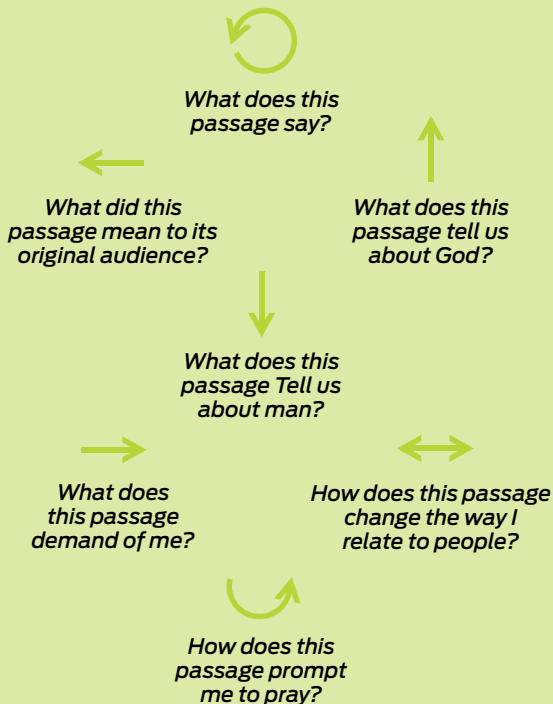 What does this
passage say?
What did this
passage mean to its
original audience?
What does this
passage tell us
about God?
What does this
passage Tell us
about man?
What does
this passage
demand of me?
How does this passage
change the way I
relate to people?
How does this
passage prompt
me to pray?